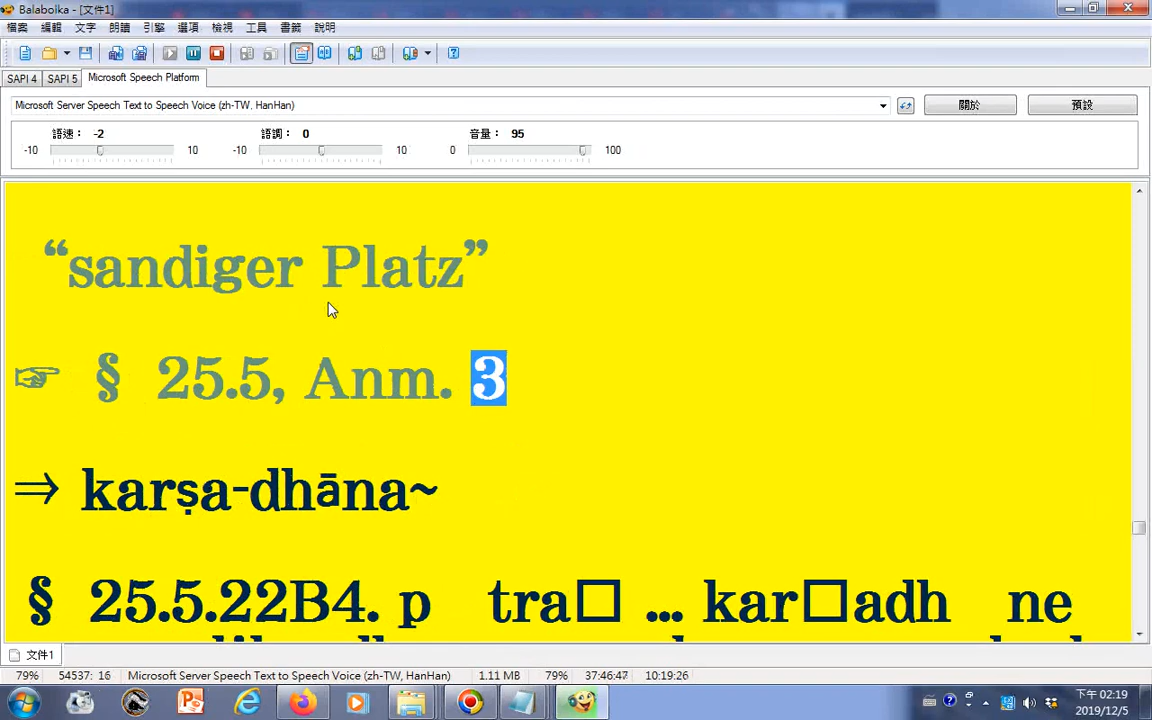 Balabolka - [文件1]
檔案 編輯 文字 朗讀 引擎 選項 檢視 工具 書籤 說明
SAPI 4 SAPI 5 Microsoft Speech Platform
Microsoft Server Speech Text to Speech Voice (zh-TW, HanHan) 關於 預設
語速： -2 語調： 0 音量： 95
-10 10 -10 10 0 100
“sandiger Platz”
☞ § 25.5, Anm. 3
⇒ karṣa-dhāna~
§ 25.5.22B4. p tra□ ... kar□adh ne
文件1
79% 54537: 16 Microsoft Server Speech Text to Speech Voice (zh-TW, HanHan) 1.11 MB 79% 37:46:47 10:19:26
下午 02:19
2019/12/5